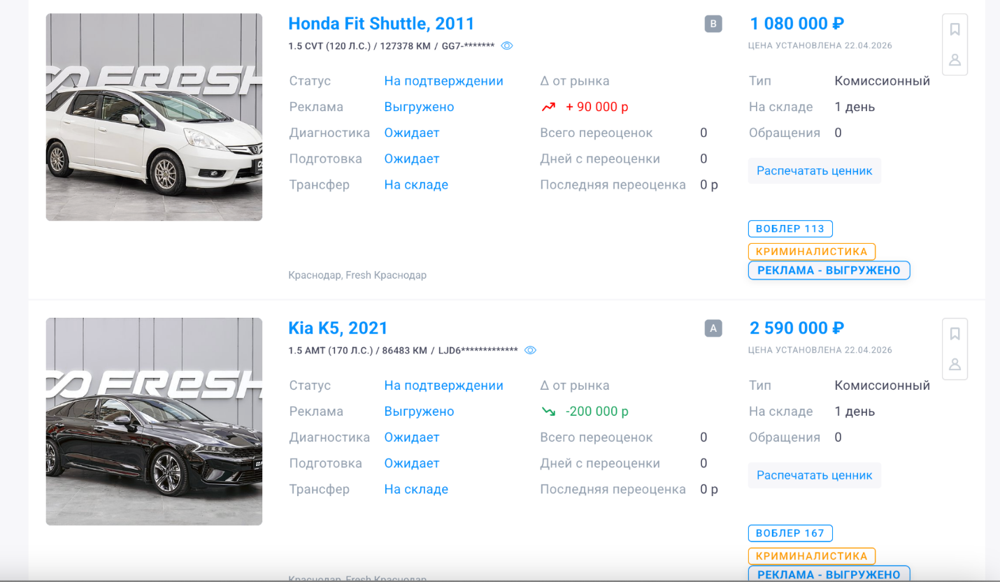 Honda Fit Shuttle, 2011
B
1 080 000 ₽
1.5 CVT (120 Л.С.) / 127378 КМ / GG7-*******
ЦЕНА УСТАНОВЛЕНА 22.04.2026
Статус На подтверждении
Δ от рынка
Тип Комиссионный
Реклама Выгружено
+ 90 000 р
На складе 1 день
Диагностика Ожидает
Всего переоценок 0
Обращения 0
Подготовка Ожидает
Дней с переоценки 0
Распечатать ценник
Трансфер На складе
Последняя переоценка 0 р
FRESH
ВОБЛЕР 113
КРИМИНАЛИСТИКА
РЕКЛАМА - ВЫГРУЖЕНО
Краснодар, Fresh Краснодар
Kia K5, 2021
A
2 590 000 ₽
1.5 AMT (170 Л.С.) / 86483 КМ / LJD6*************
ЦЕНА УСТАНОВЛЕНА 22.04.2026
Статус На подтверждении
Δ от рынка
Тип Комиссионный
Реклама Выгружено
-200 000 р
На складе 1 день
Диагностика Ожидает
Всего переоценок 0
Обращения 0
Подготовка Ожидает
Дней с переоценки 0
Распечатать ценник
Трансфер На складе
Последняя переоценка 0 р
FRESH
ВОБЛЕР 167
КРИМИНАЛИСТИКА
РЕКЛАМА - ВЫГРУЖЕНО
Краснодар, Fresh Краснодар